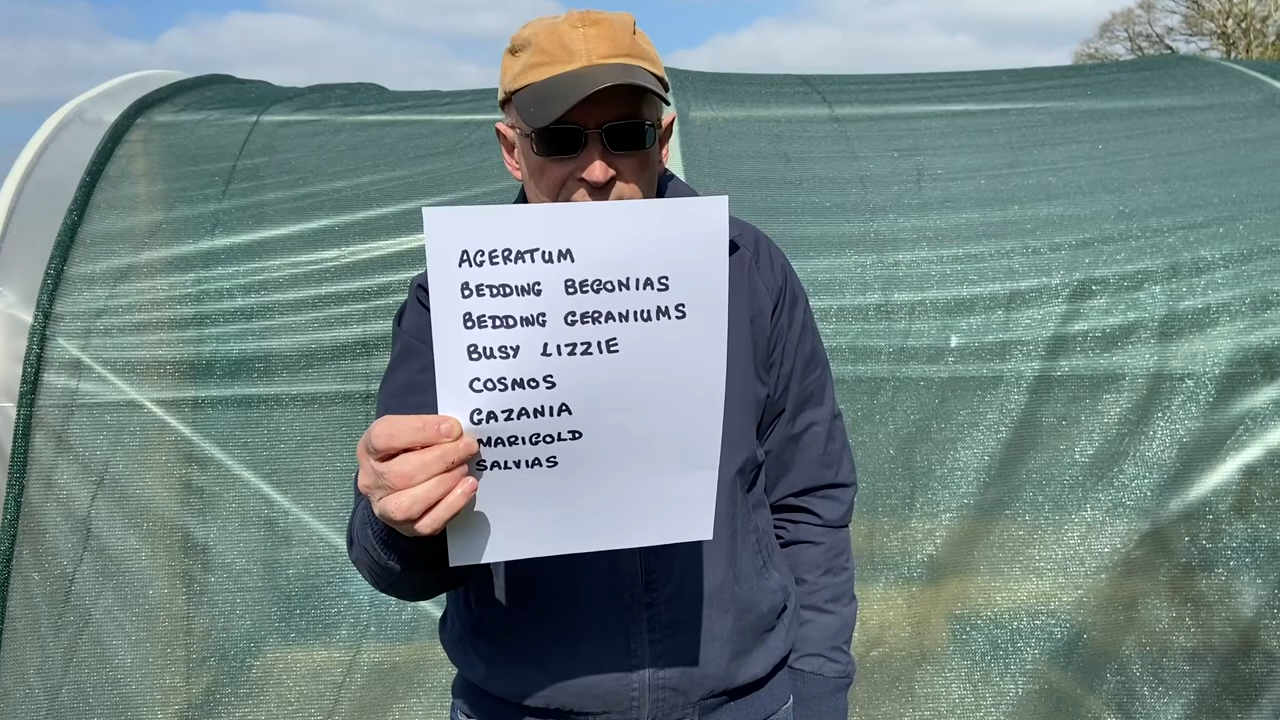 AGERATUM
BEDDING BEGONIAS
BEDDING GERANIUMS
BUSY LIZZIE
COSMOS
GAZANIA
MARIGOLD
SALVIAS